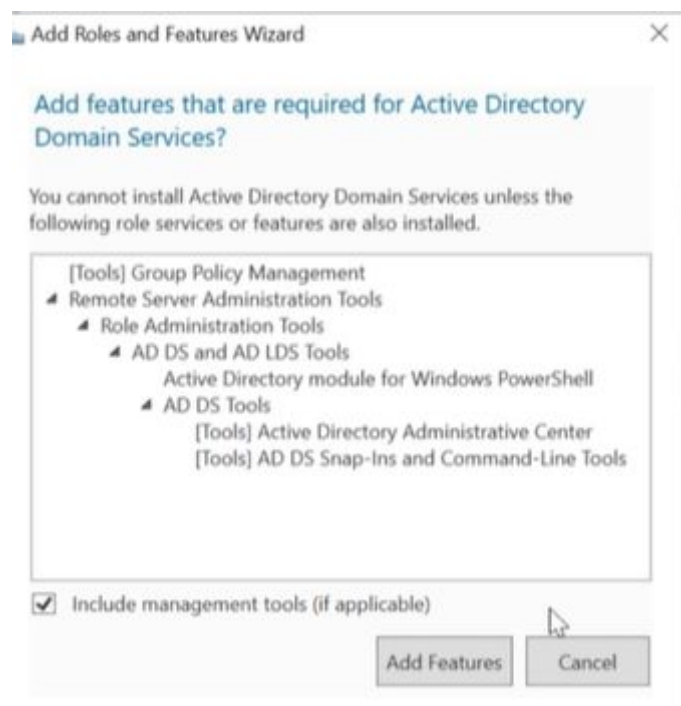 Add Roles and Features Wizard
Add features that are required for Active Directory
Domain Services?
You cannot install Active Directory Domain Services unless the
following role services or features are also installed.
[Tools] Group Policy Management
Remote Server Administration Tools
Role Administration Tools
AD DS and AD LDS Tools
Active Directory module for Windows PowerShell
AD DS Tools
[Tools] Active Directory Administrative Center
[Tools] AD DS Snap-Ins and Command-Line Tools
Include management tools (if applicable)
Add Features
Cancel